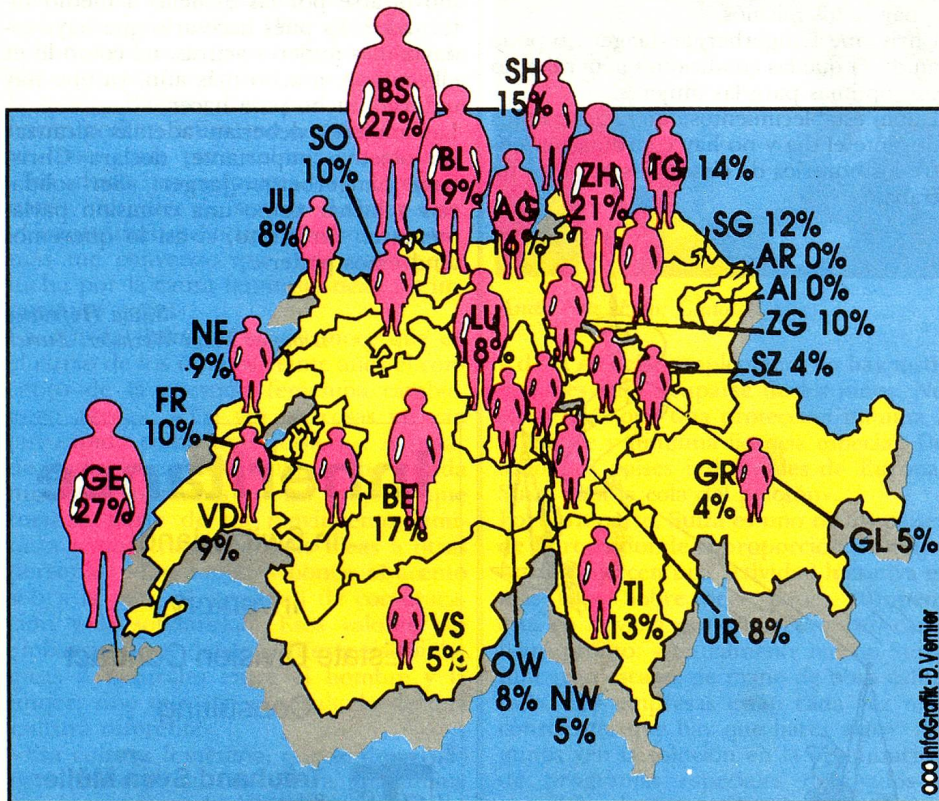 BS
27%
SH
15%
SO
10%
BL
19%
AG
16%
ZH
21%
TG 14%
JU
8%
SG 12%
AR 0%
AI 0%
ZG 10%
LU
18%
NE
9%
SZ 4%
FR
10%
GE
27%
VD
9%
BE
17%
GR
4%
GL 5%
VS
5%
TI
13%
UR 8%
OW
8%
NW
5%
InfoGrafik-D.Vernier